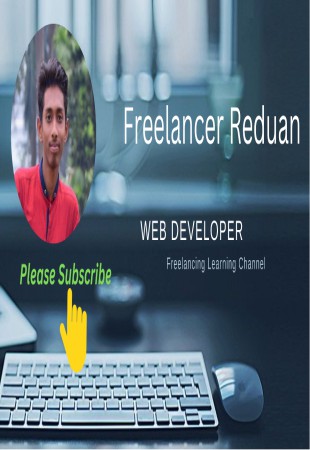 Freelancer Reduan
WEB DEVELOPER
Freelancing Learning Channel
Please Subscribe